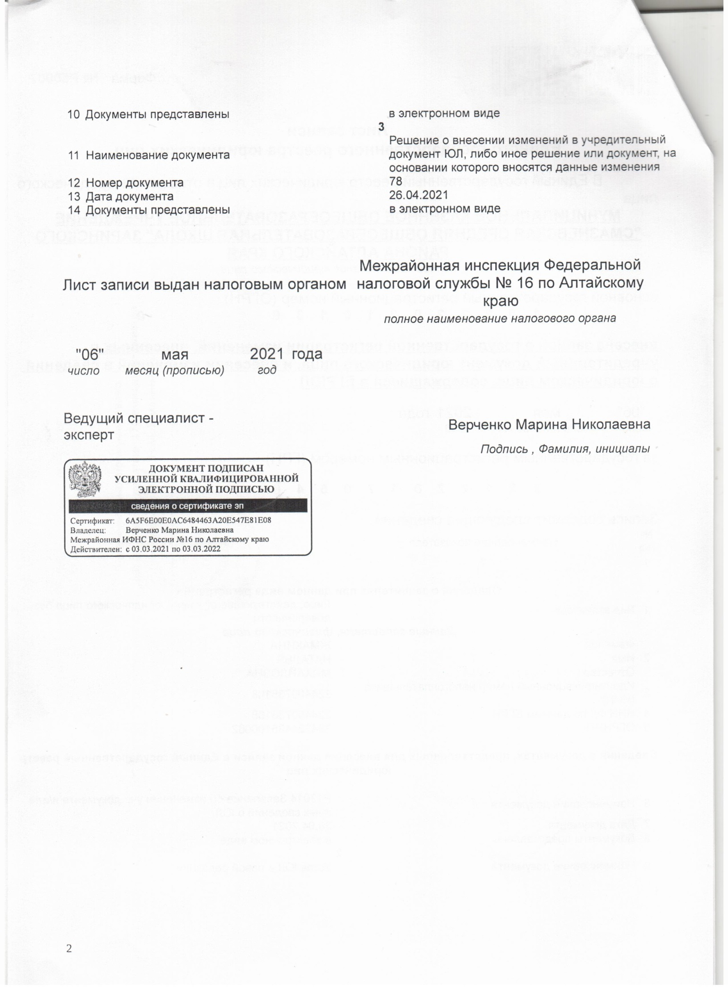 10 Документы представлены в электронном виде
3
11 Наименование документа Решение о внесении изменений в учредительный
документ ЮЛ, либо иное решение или документ, на
основании которого вносятся данные изменения
12 Номер документа 78
13 Дата документа 26.04.2021
14 Документы представлены в электронном виде
Лист записи выдан налоговым органом Межрайонная инспекция Федеральной
налоговой службы № 16 по Алтайскому
краю
полное наименование налогового органа
"06" мая 2021 года
число месяц (прописью) год
Ведущий специалист -
эксперт
Верченко Марина Николаевна
Подпись , Фамилия, инициалы
ДОКУМЕНТ ПОДПИСАН
УСИЛЕННОЙ КВАЛИФИЦИРОВАННОЙ
ЭЛЕКТРОННОЙ ПОДПИСЬЮ
сведения о сертификате эп
Сертификат: 6A5F6E00E0AC6484463A20E547E81E08
Владелец: Верченко Марина Николаевна
Межрайонная ИФНС России №16 по Алтайскому краю
Действителен: с 03.03.2021 по 03.03.2022
2